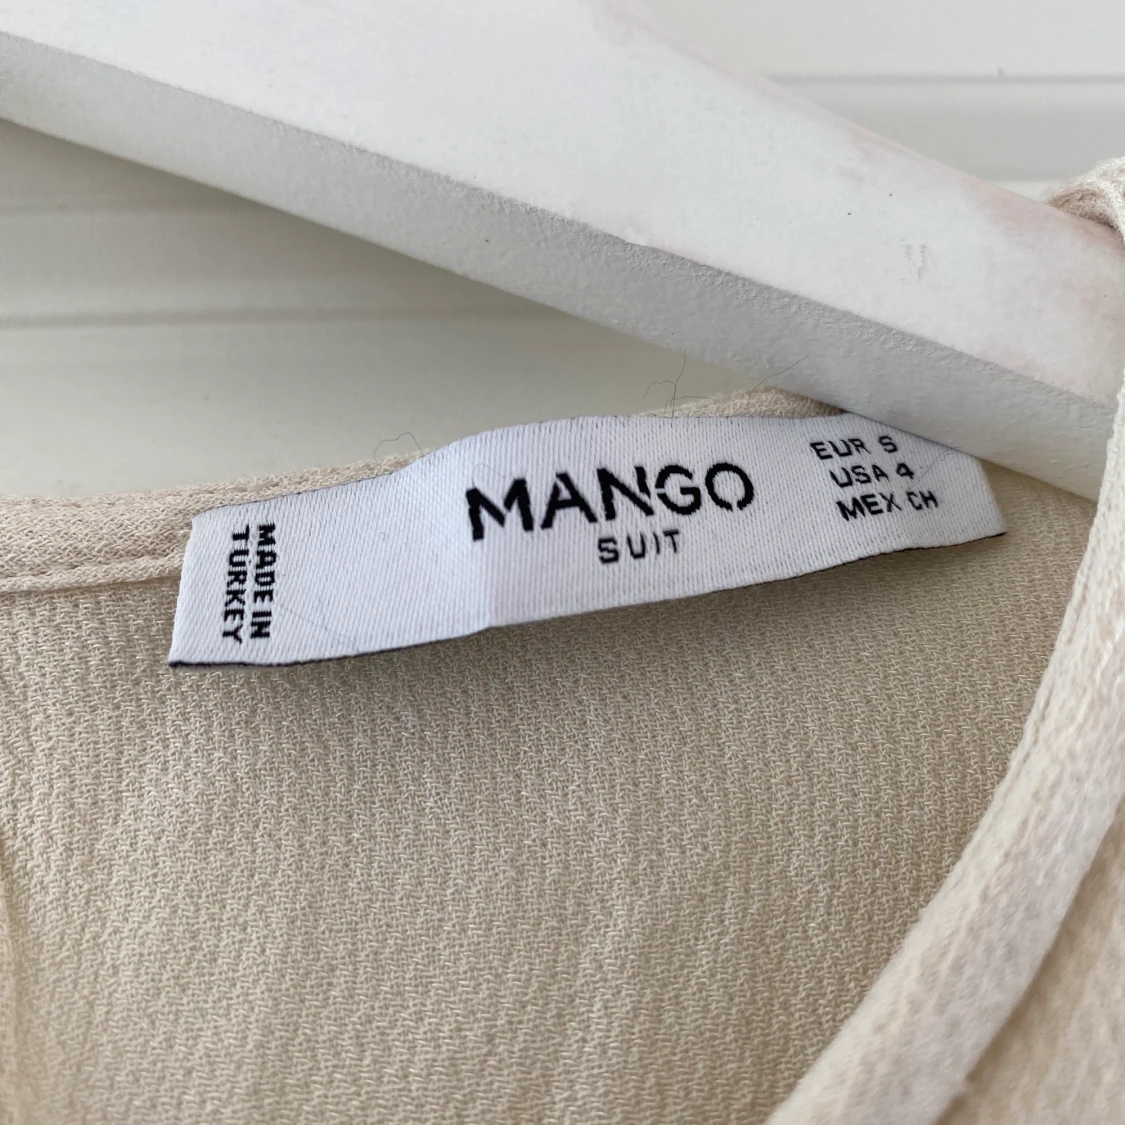 MANGO
SUIT
EUR S
USA 4
MEX CH
MADE IN
TURKEY